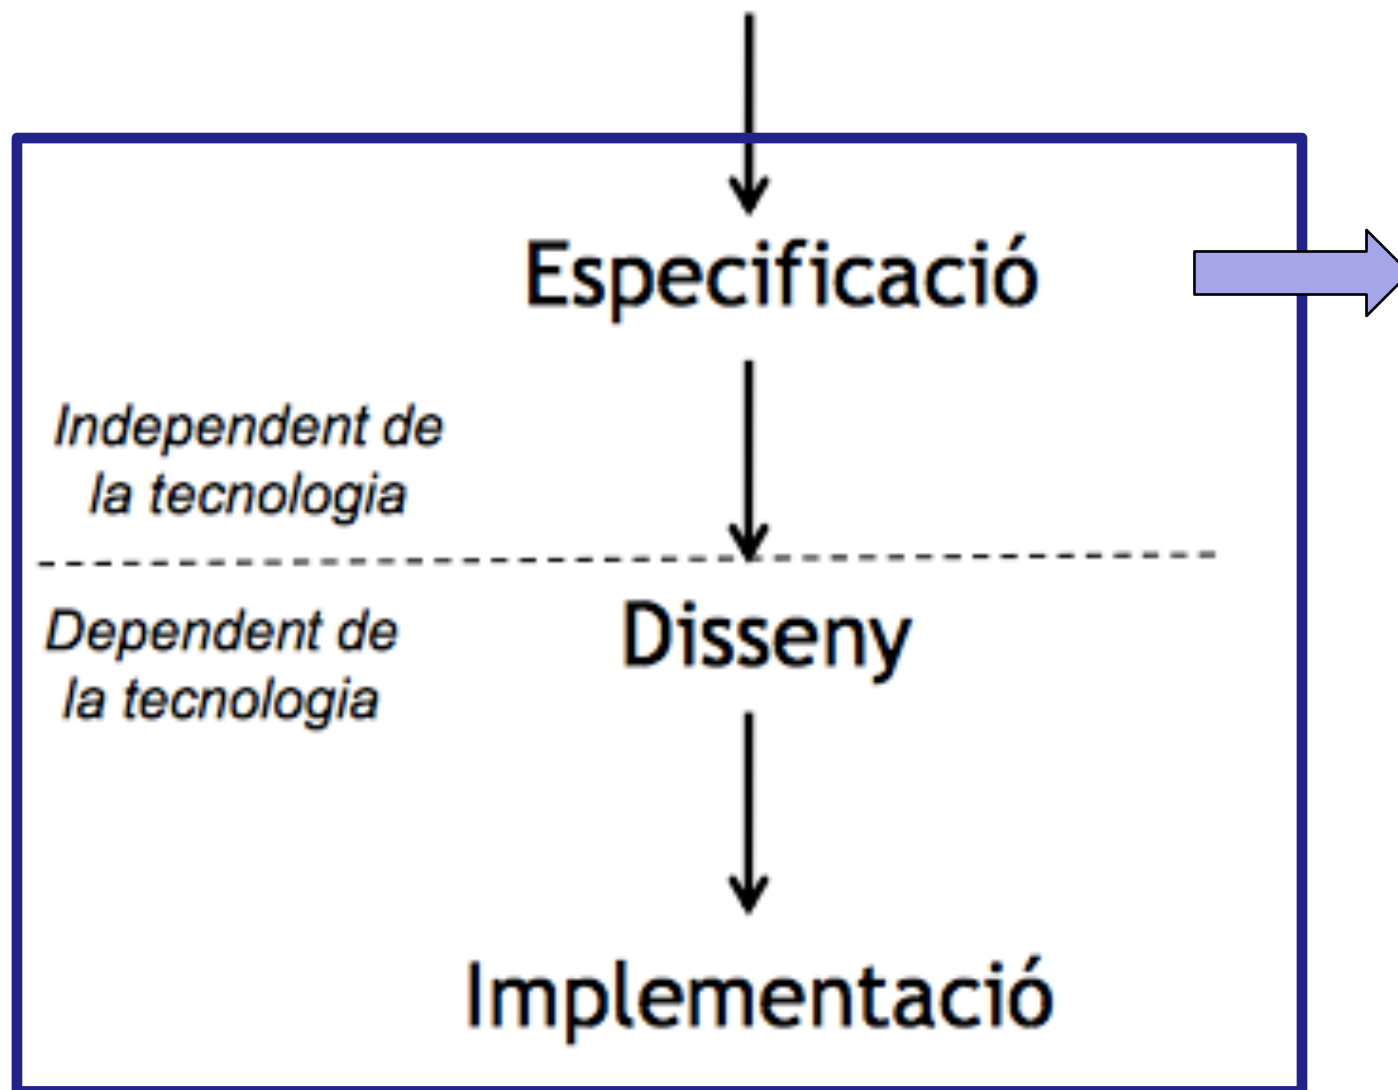 Especificació
Independent de
la tecnologia
Dependent de
la tecnologia
Disseny
Implementació